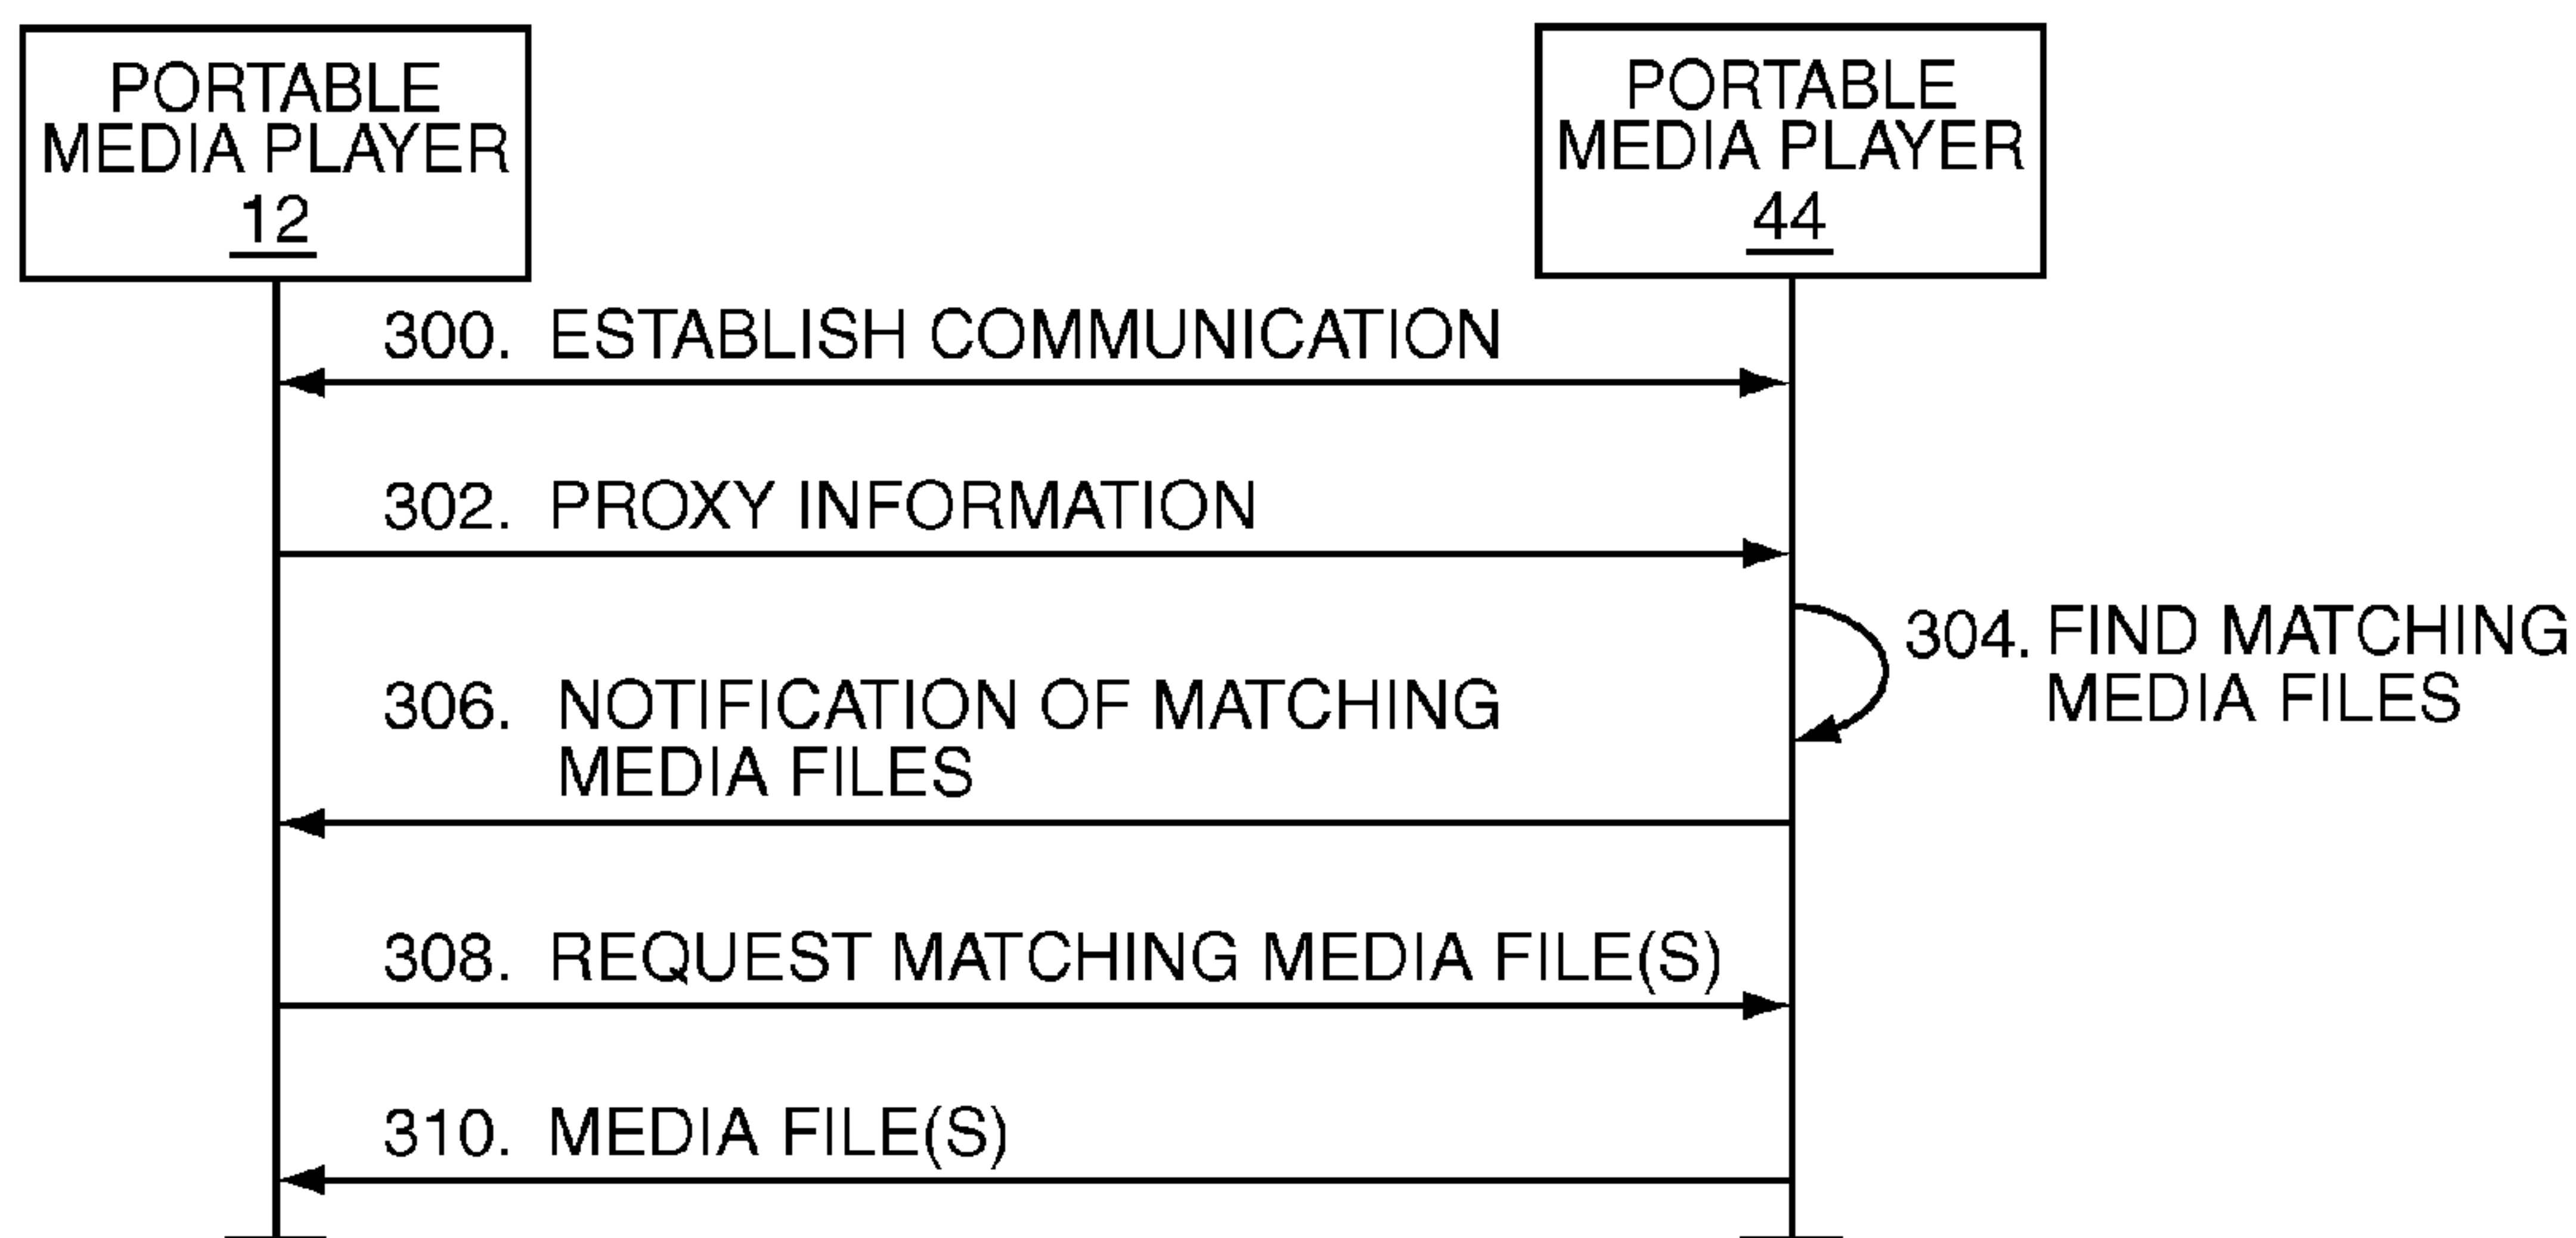 PORTABLE
MEDIA PLAYER
12
PORTABLE
MEDIA PLAYER
44
300. ESTABLISH COMMUNICATION
302. PROXY INFORMATION
304. FIND MATCHING
MEDIA FILES
306. NOTIFICATION OF MATCHING
MEDIA FILES
308. REQUEST MATCHING MEDIA FILE(S)
310. MEDIA FILE(S)